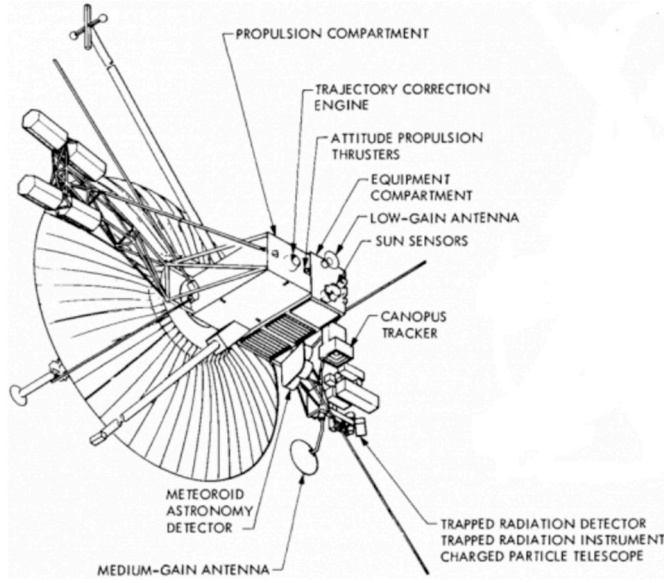 PROPULSION COMPARTMENT
TRAJECTORY CORRECTION
ENGINE
ATTITUDE PROPULSION
THRUSTERS
EQUIPMENT
COMPARTMENT
LOW-GAIN ANTENNA
SUN SENSORS
CANOPUS
TRACKER
METEOROID
ASTRONOMY
DETECTOR
MEDIUM-GAIN ANTENNA
TRAPPED RADIATION DETECTOR
TRAPPED RADIATION INSTRUMENT
CHARGED PARTICLE TELESCOPE